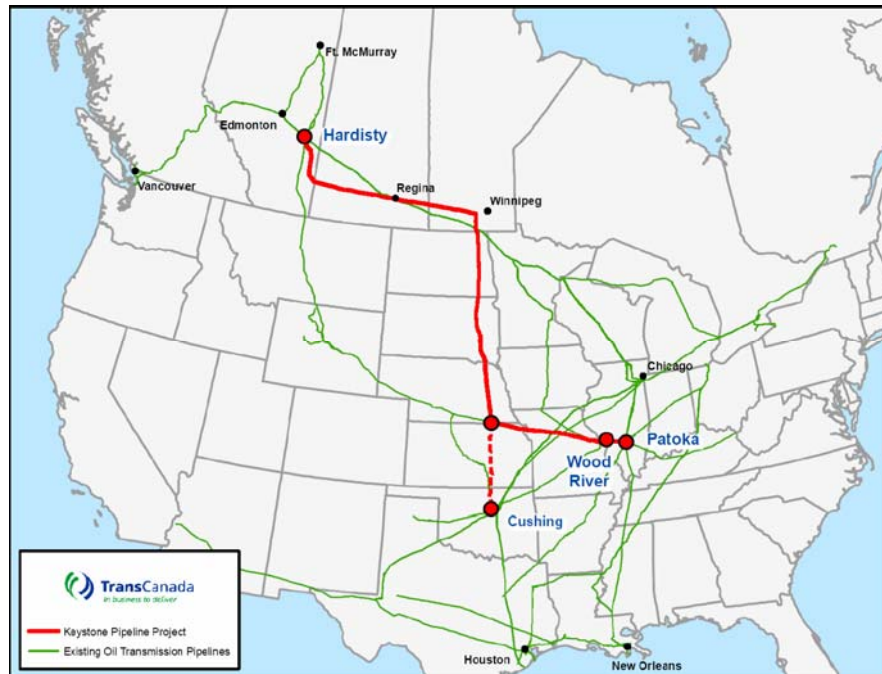 Ft. McMurray
Edmonton
Hardisty
Vancouver
Regina
Winnipeg
Chicago
Patoka
Wood
River
Cushing
TransCanada
In business to deliver
Keystone Pipeline Project
Existing Oil Transmission Pipelines
Houston
New Orleans